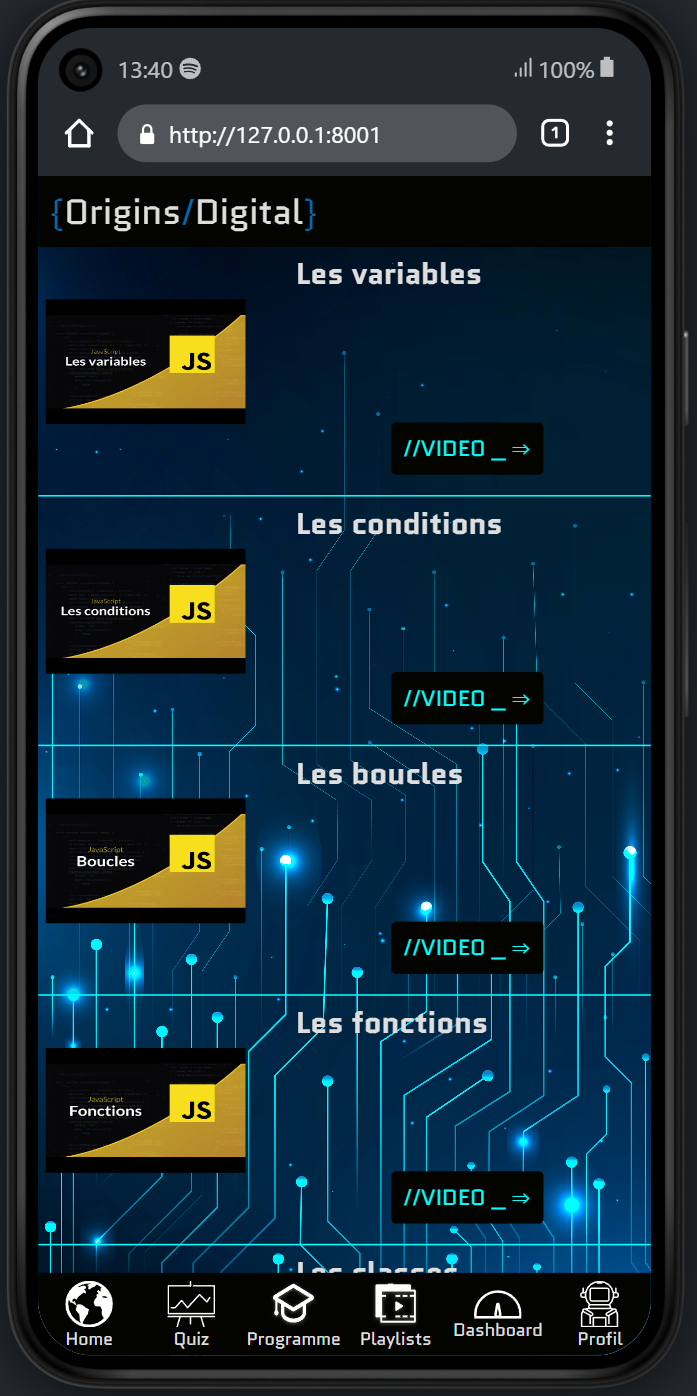 13:40
100%
http://127.0.0.1:8001
1
{Origins/Digital}
Les variables
JavaScript
Les variables
JS
//VIDEO _ ⇒
Les conditions
JavaScript
Les conditions
JS
//VIDEO _ ⇒
Les boucles
JavaScript
Boucles
JS
//VIDEO _ ⇒
Les fonctions
JavaScript
Fonctions
JS
//VIDEO _ ⇒
Les classes
Home
Quiz
Programme
Playlists
Dashboard
Profil